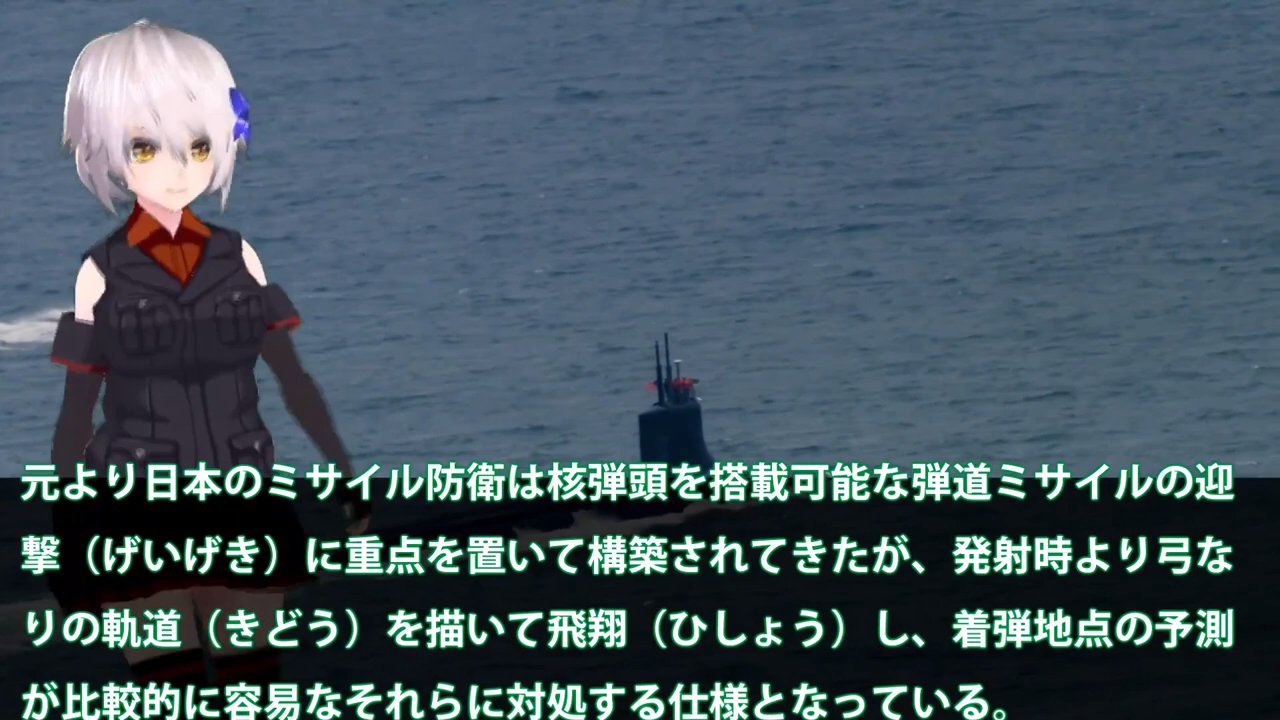 元より日本のミサイル防衛は核弾頭を搭載可能な弾道ミサイルの迎
撃（げいげき）に重点を置いて構築されてきたが、発射時より弓な
りの軌道（きどう）を描いて飛翔（ひしょう）し、着弾地点の予測
が比較的に容易なそれらに対処する仕様となっている。